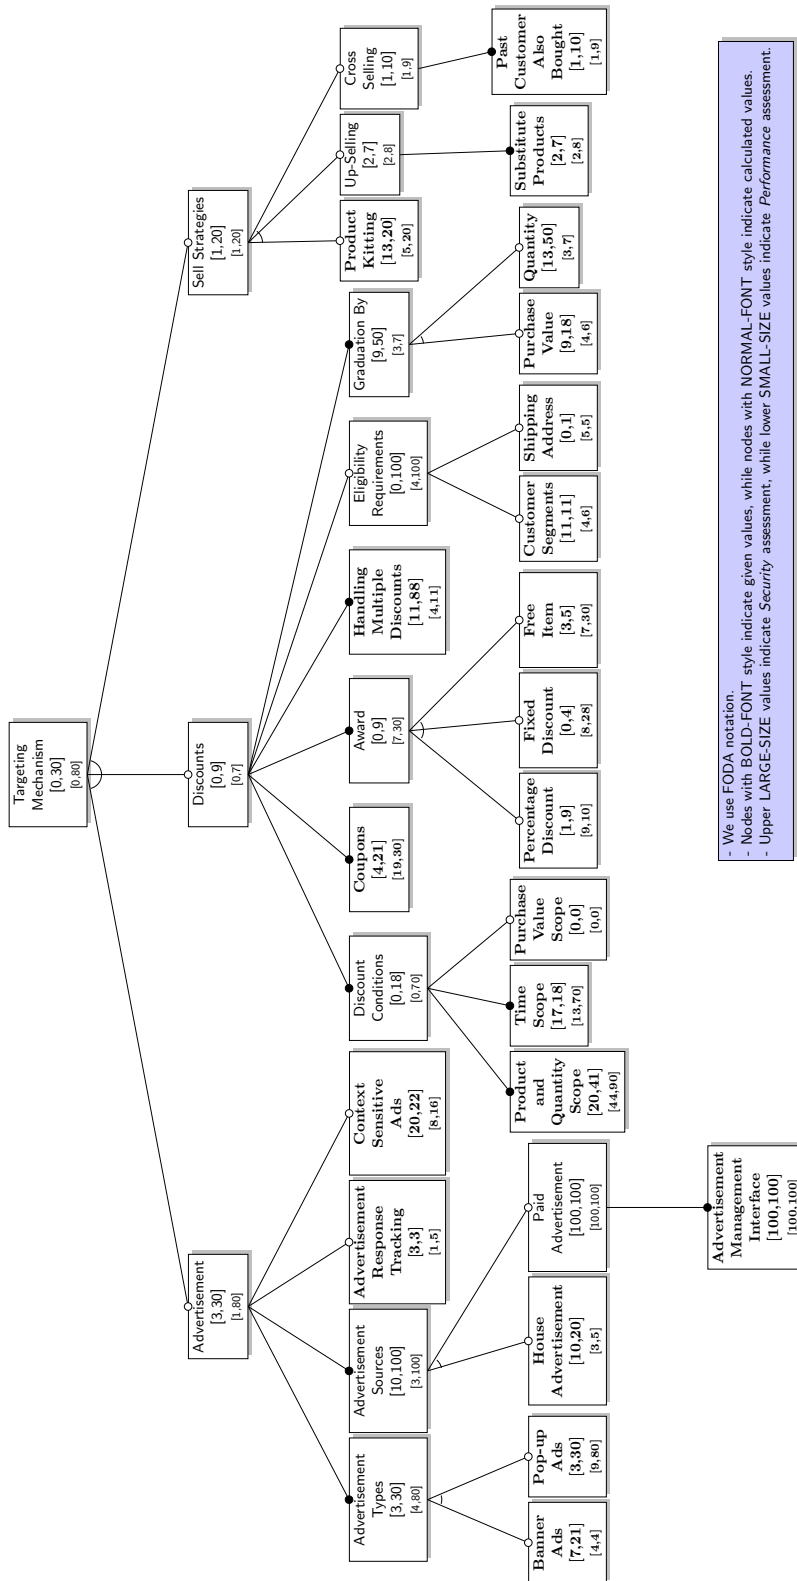 Targeting
Mechanism
[0,30]
[0,80]
Advertisement
[3,30]
[1,80]
Discounts
[0,9]
[0,7]
Sell Strategies
[1,20]
[1,20]
Advertisement
Types
[3,30]
[4,80]
Advertisement
Sources
[10,100]
[3,100]
Advertisement
Response
Tracking
[3,3]
[1,5]
Context
Sensitive
Ads
[20,22]
[8,16]
Discount
Conditions
[0,18]
[0,70]
Coupons
[4,21]
[19,30]
Award
[0,9]
[7,30]
Handling
Multiple
Discounts
[11,88]
[4,11]
Eligibility
Requirements
[0,100]
[4,100]
Graduation By
[9,50]
[3,7]
Product
Kitting
[13,20]
[5,20]
Up-Selling
[2,7]
[2,8]
Cross
Selling
[1,10]
[1,9]
Banner
Ads
[7,21]
[4,4]
Pop-up
Ads
[3,30]
[9,80]
House
Advertisement
[10,20]
[3,5]
Paid
Advertisement
[100,100]
[100,100]
Product
and
Quantity
Scope
[20,41]
[44,90]
Time
Scope
[17,18]
[13,70]
Purchase
Value
Scope
[0,0]
[0,0]
Percentage
Discount
[1,9]
[9,10]
Fixed
Discount
[0,4]
[8,28]
Free
Item
[3,5]
[7,30]
Customer
Segments
[11,11]
[4,6]
Shipping
Address
[0,1]
[5,5]
Purchase
Value
[9,18]
[4,6]
Quantity
[13,50]
[3,7]
Substitute
Products
[2,7]
[2,8]
Past
Customer
Also
Bought
[1,10]
[1,9]
Advertisement
Management
Interface
[100,100]
[100,100]
- We use FODA notation.
- Nodes with BOLD-FONT style indicate given values, while nodes with NORMAL-FONT style indicate calculated values.
- Upper LARGE-SIZE values indicate Security assessment, while lower SMALL-SIZE values indicate Performance assessment.